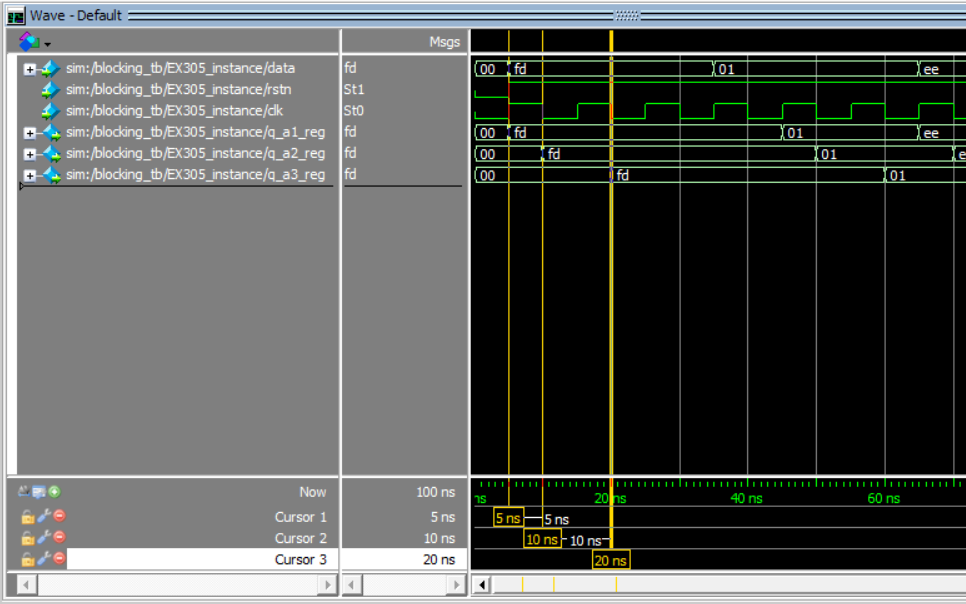 Wave - Default
Msgs
sim:/blocking_tb/EX305_instance/data fd 00 fd 01 ee
sim:/blocking_tb/EX305_instance/rstn St1
sim:/blocking_tb/EX305_instance/clk St0
sim:/blocking_tb/EX305_instance/q_a1_reg fd 00 fd 01 ee
sim:/blocking_tb/EX305_instance/q_a2_reg fd 00 fd 01 e
sim:/blocking_tb/EX305_instance/q_a3_reg fd 00 fd 01
Now 100 ns ns 20 ns 40 ns 60 ns
Cursor 1 5 ns 5 ns 5 ns
Cursor 2 10 ns 10 ns 10 ns
Cursor 3 20 ns 20 ns